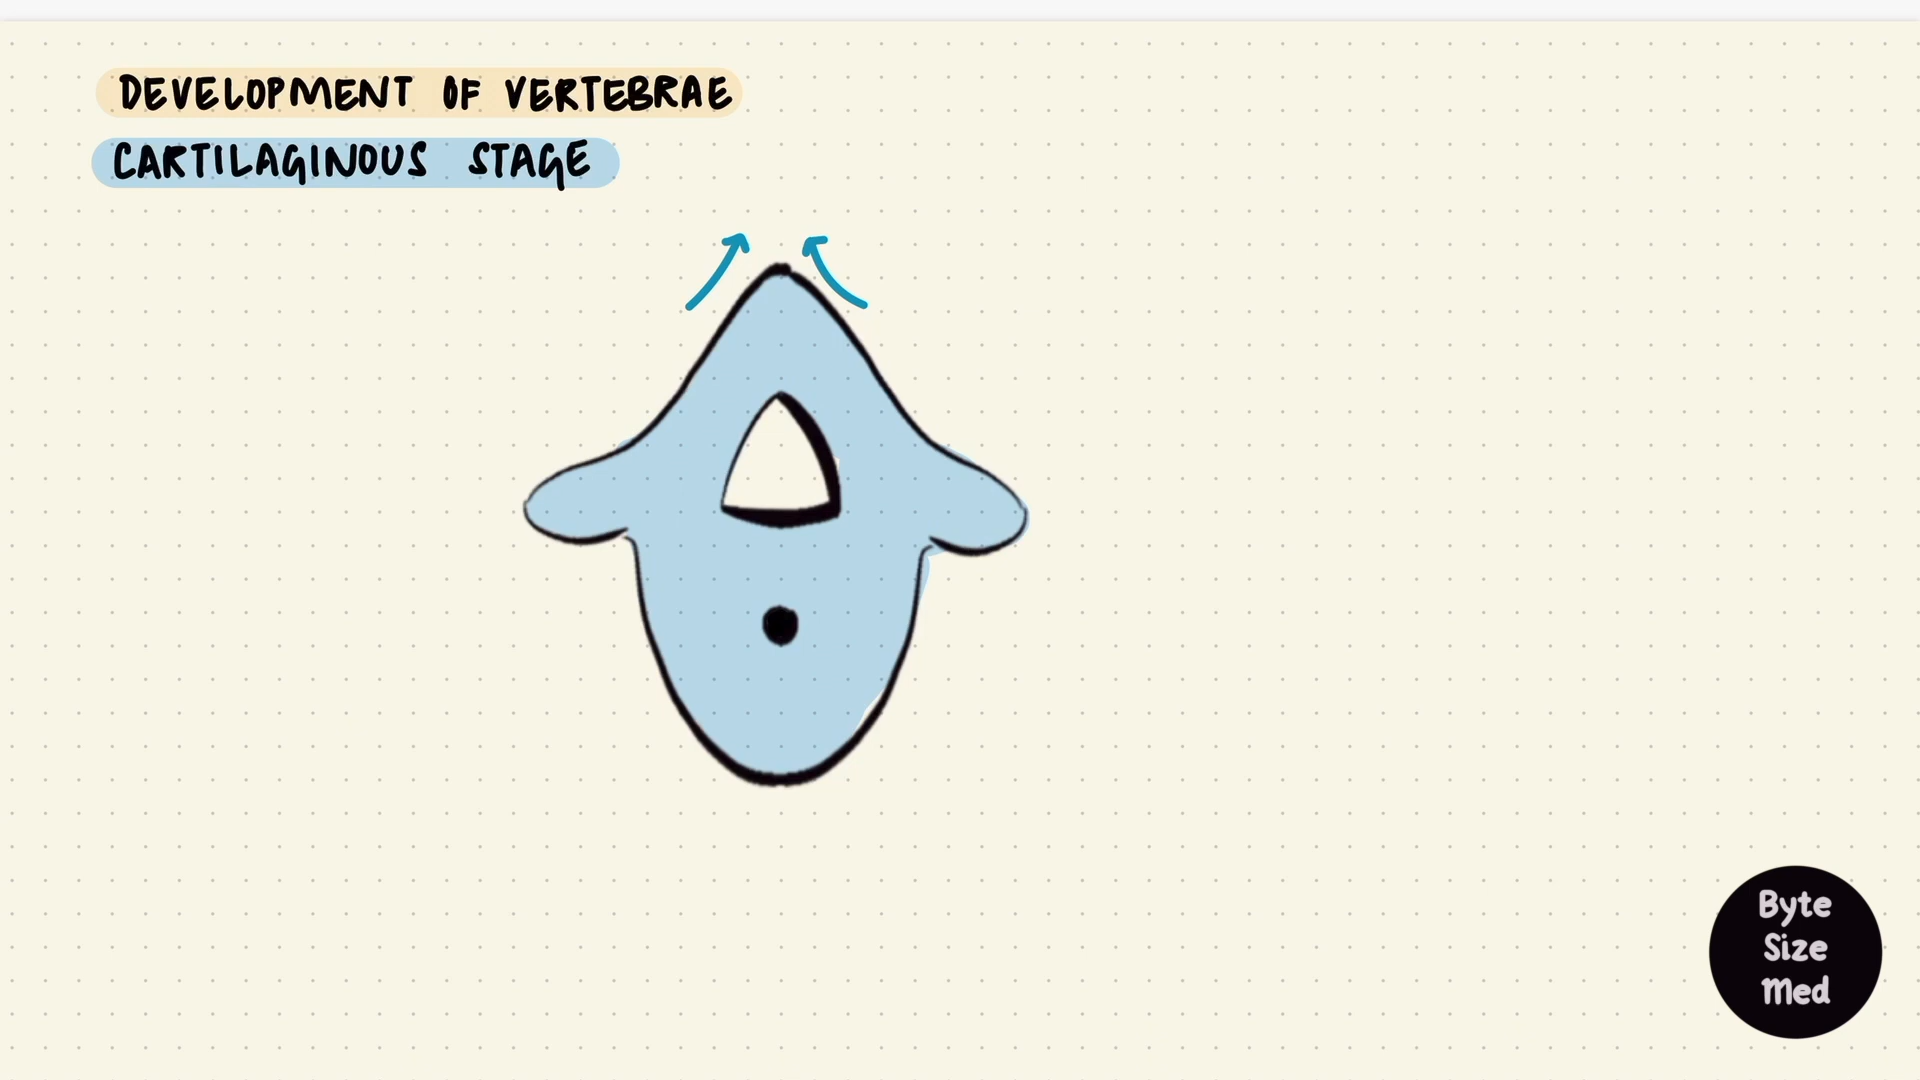 DEVELOPMENT OF VERTEBRAE
CARTILAGINOUS STAGE
Byte
Size
Med